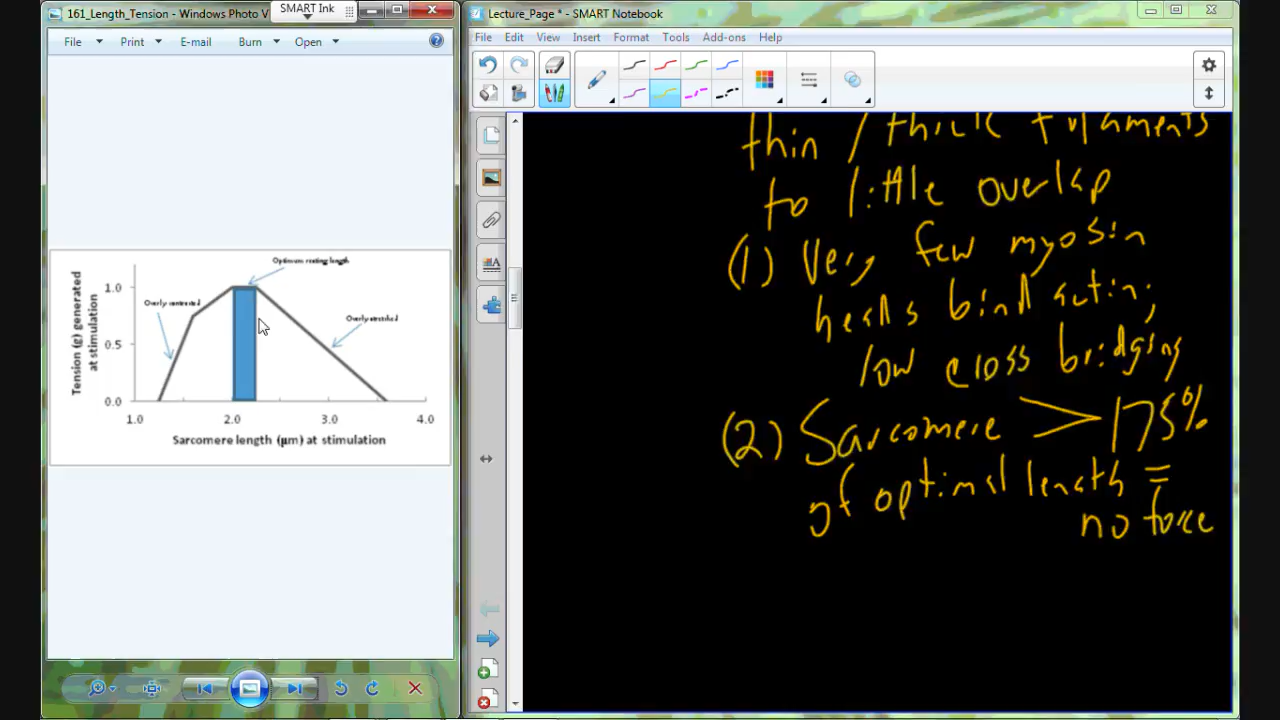 161_Length_Tension - Windows Photo V
SMART Ink
File Print E-mail Burn Open
Optimum resting length
Overly contracted
Overly stretched
Tension (g) generated
at stimulation
1.0
0.5
0.0
1.0 2.0 3.0 4.0
Sarcomere length (μm) at stimulation
Lecture_Page * - SMART Notebook
File Edit View Insert Format Tools Add-ons Help
thin / thick filaments
to little overlap
(1) Very few myosin
heads bind actin;
low cross bridging
(2) Sarcomere > 175%
of optimal length =
no force